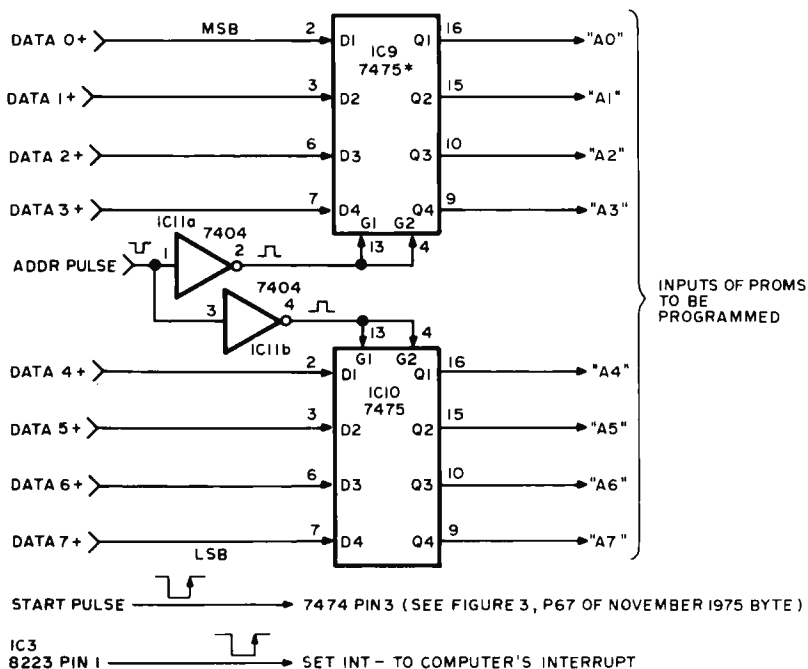 DATA 0+ MSB 2 D1 IC9 7475* Q1 16 "A0"
DATA 1+ 3 D2 Q2 15 "A1"
DATA 2+ 6 D3 Q3 10 "A2"
DATA 3+ 7 D4 Q4 9 "A3"
G1 G2
13 4
IC11a 7404
ADDR PULSE 1 2
7404
3 4
IC11b
INPUTS OF PROMS
TO BE
PROGRAMMED
13 4
G1 G2
DATA 4+ 2 D1 IC10 7475 Q1 16 "A4"
DATA 5+ 3 D2 Q2 15 "A5"
DATA 6+ 6 D3 Q3 10 "A6"
DATA 7+ LSB 7 D4 Q4 9 "A7"
START PULSE 7474 PIN3 (SEE FIGURE 3, P67 OF NOVEMBER 1975 BYTE)
IC3
8223 PIN 1 SET INT- TO COMPUTER'S INTERRUPT